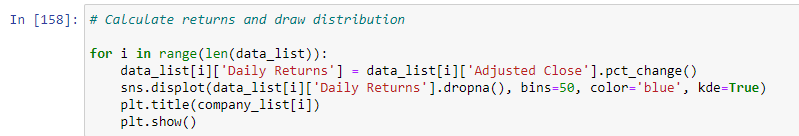 In [158]: # Calculate returns and draw distribution
for i in range(len(data_list)):
    data_list[i]['Daily Returns'] = data_list[i]['Adjusted Close'].pct_change()
    sns.displot(data_list[i]['Daily Returns'].dropna(), bins=50, color='blue', kde=True)
    plt.title(company_list[i])
    plt.show()